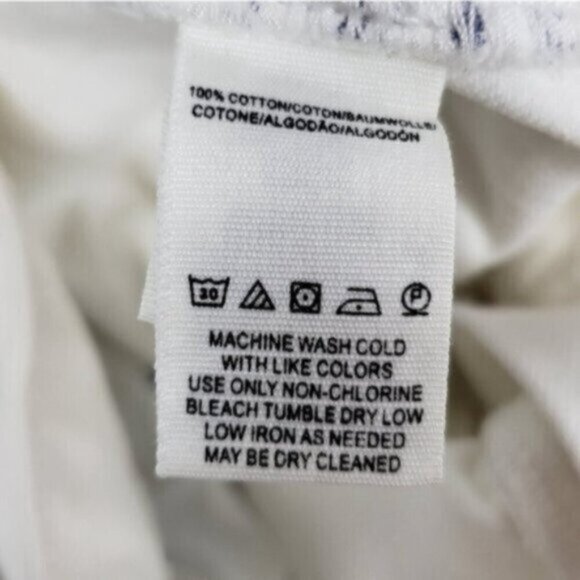 100% COTTON/COTON/BAUMWOLLE/
COTONE/ALGODÃO/ALGODÓN
30 P
MACHINE WASH COLD
WITH LIKE COLORS
USE ONLY NON-CHLORINE
BLEACH TUMBLE DRY LOW
LOW IRON AS NEEDED
MAY BE DRY CLEANED